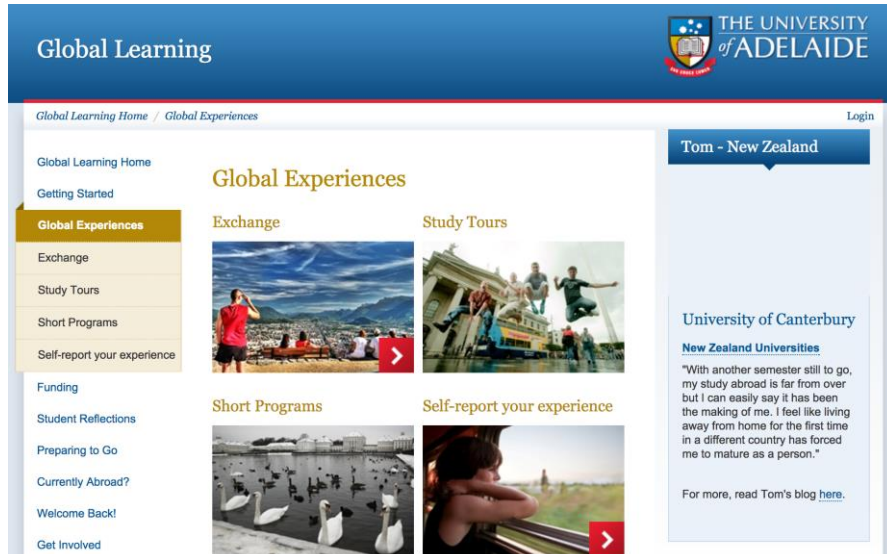 Global Learning
THE UNIVERSITY
of ADELAIDE
Global Learning Home / Global Experiences
Login
Global Learning Home
Getting Started
Global Experiences
Exchange
Study Tours
Short Programs
Self-report your experience
Funding
Student Reflections
Preparing to Go
Currently Abroad?
Welcome Back!
Get Involved
Global Experiences
Exchange
Study Tours
Short Programs
Self-report your experience
Tom - New Zealand
University of Canterbury
New Zealand Universities
"With another semester still to go,
my study abroad is far from over
but I can easily say it has been
the making of me. I feel like living
away from home for the first time
in a different country has forced
me to mature as a person."
For more, read Tom's blog here.